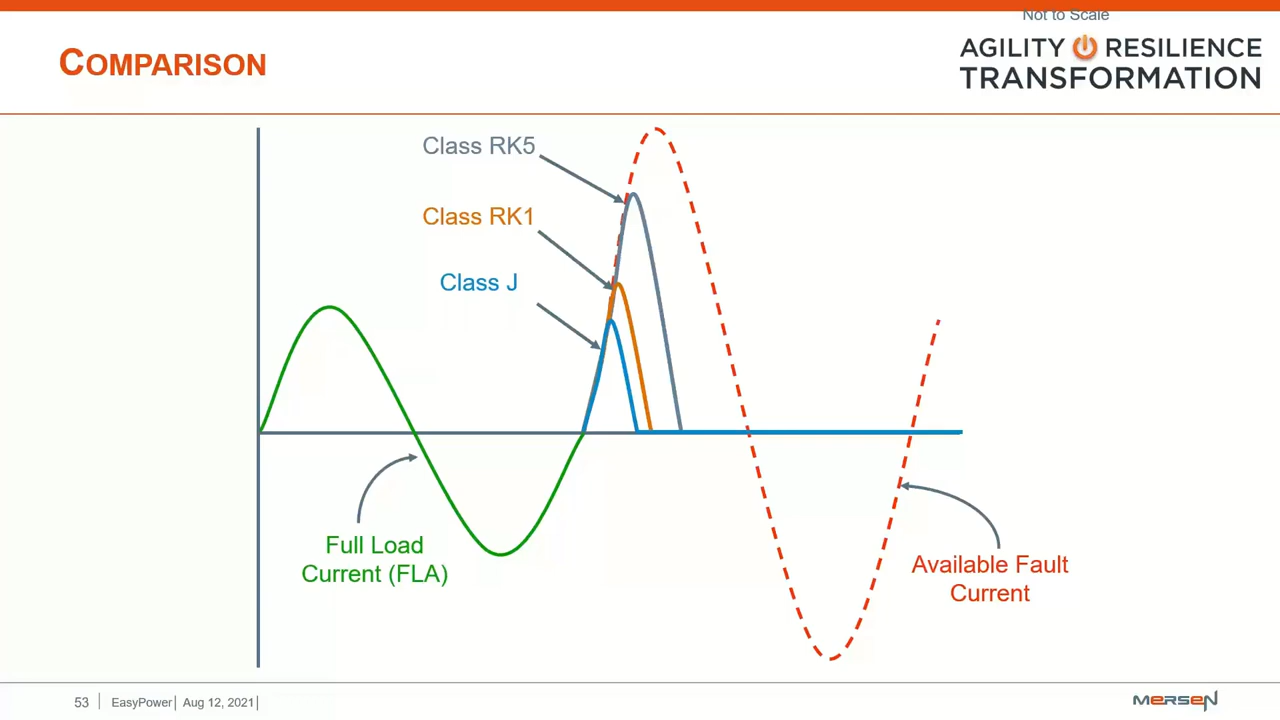 Not to Scale
COMPARISON
AGILITY RESILIENCE
TRANSFORMATION
Class RK5
Class RK1
Class J
Full Load
Current (FLA)
Available Fault
Current
53 EasyPower Aug 12, 2021
MERSEN